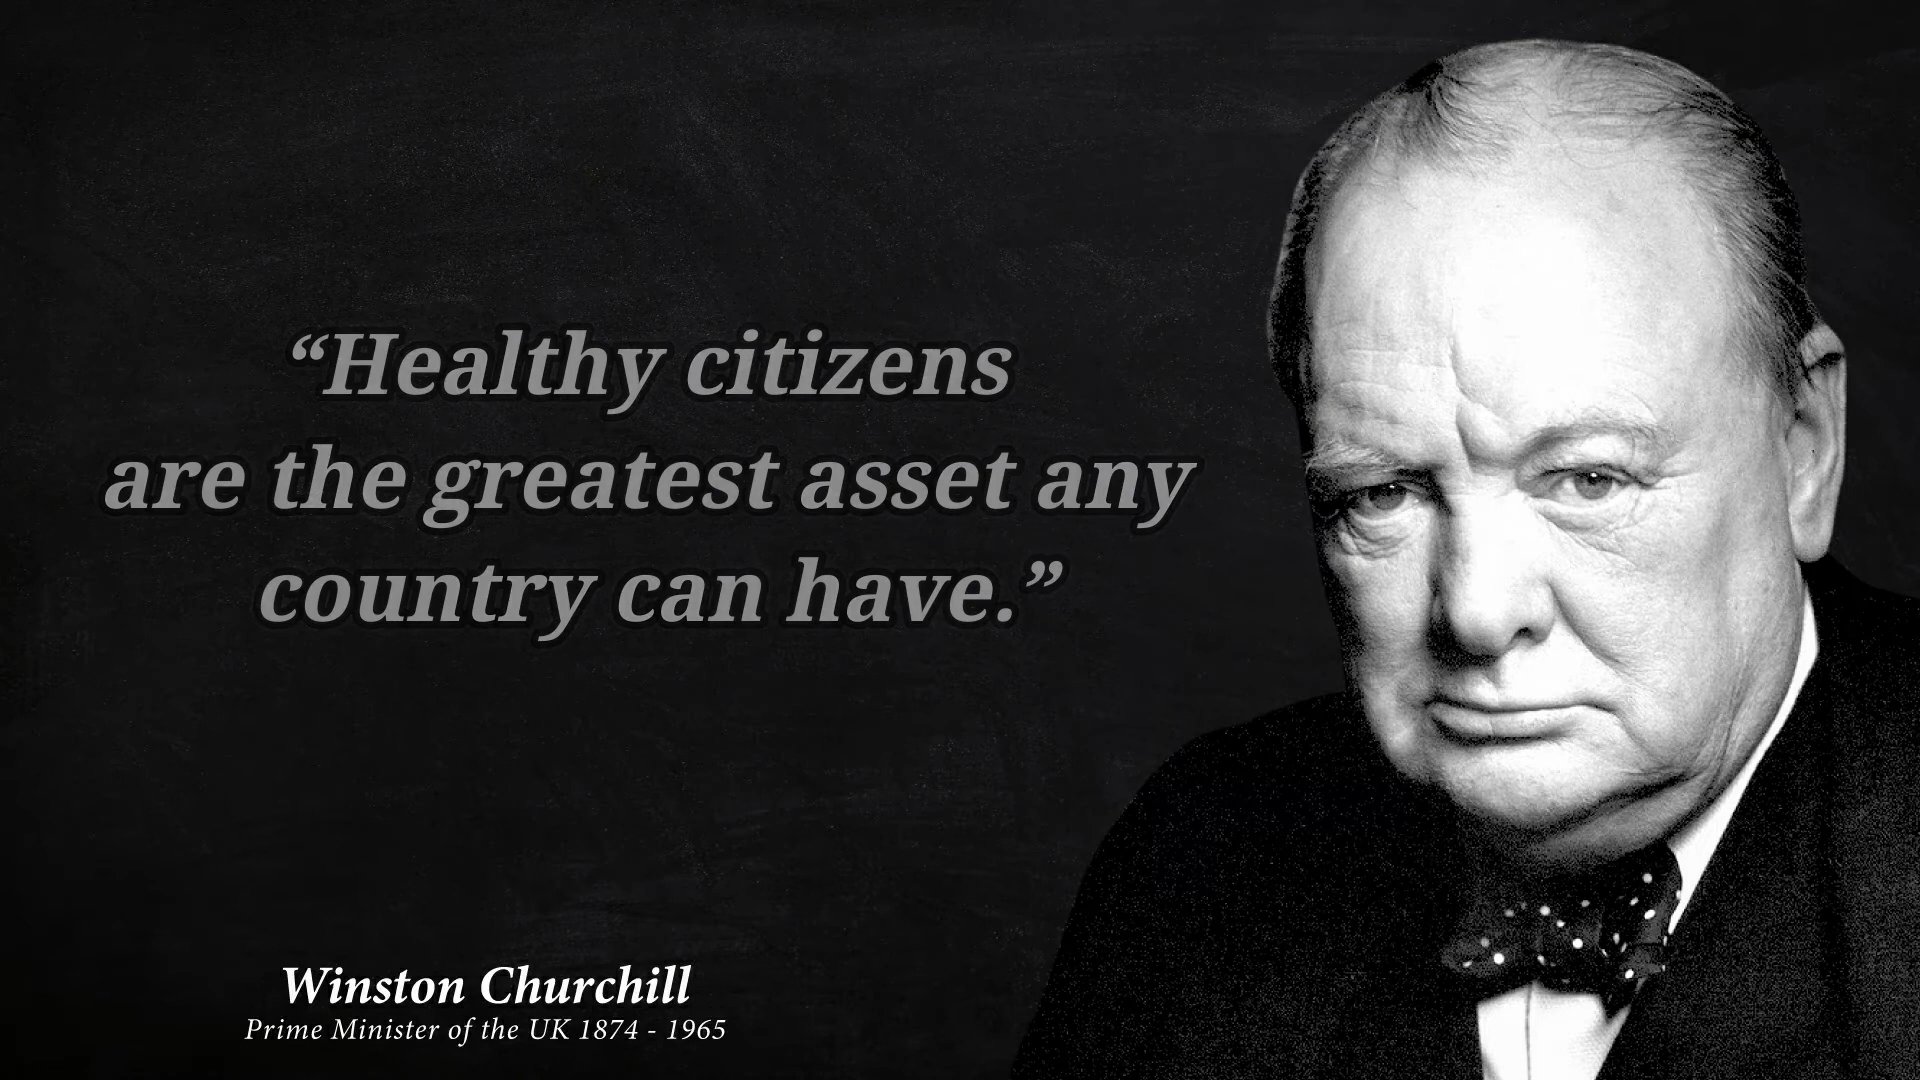 “Healthy citizens
are the greatest asset any
country can have.”
Winston Churchill
Prime Minister of the UK 1874 - 1965